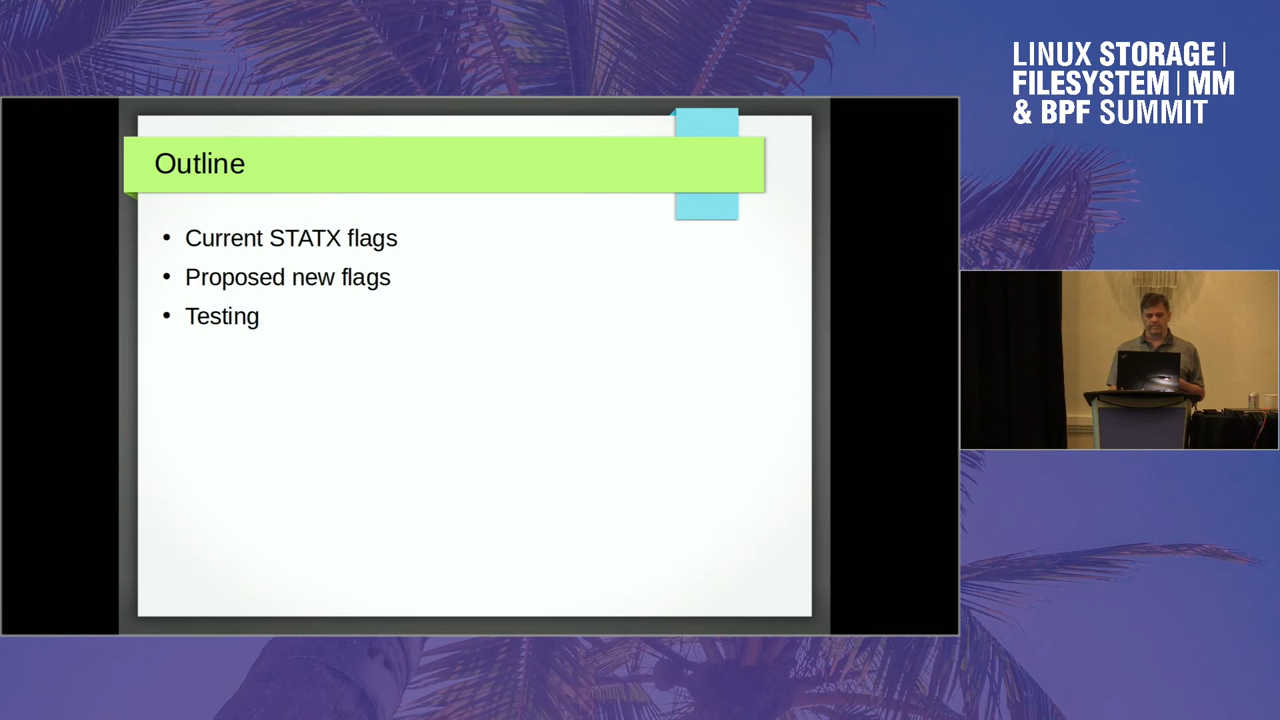 LINUX STORAGE |
FILESYSTEM | MM
& BPF SUMMIT
Outline
• Current STATX flags
• Proposed new flags
• Testing